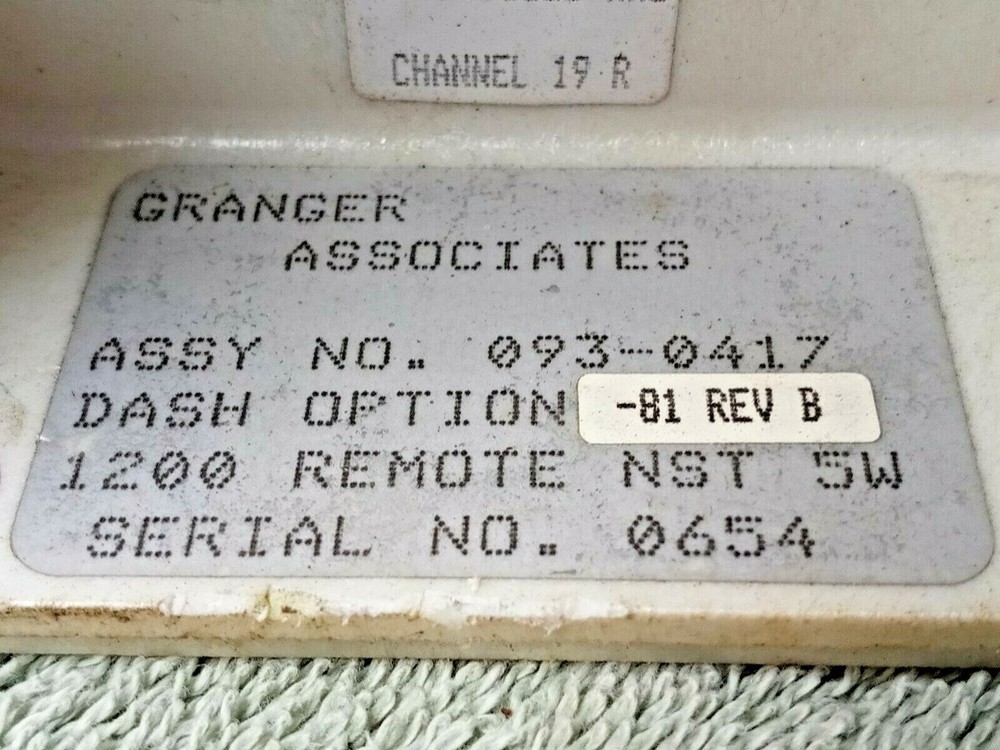 CHANNEL 19 R
GRANGER
ASSOCIATES
ASSY NO. 093-0417
DASH OPTION -81 REV B
1200 REMOTE NST 5W
SERIAL NO. 0654